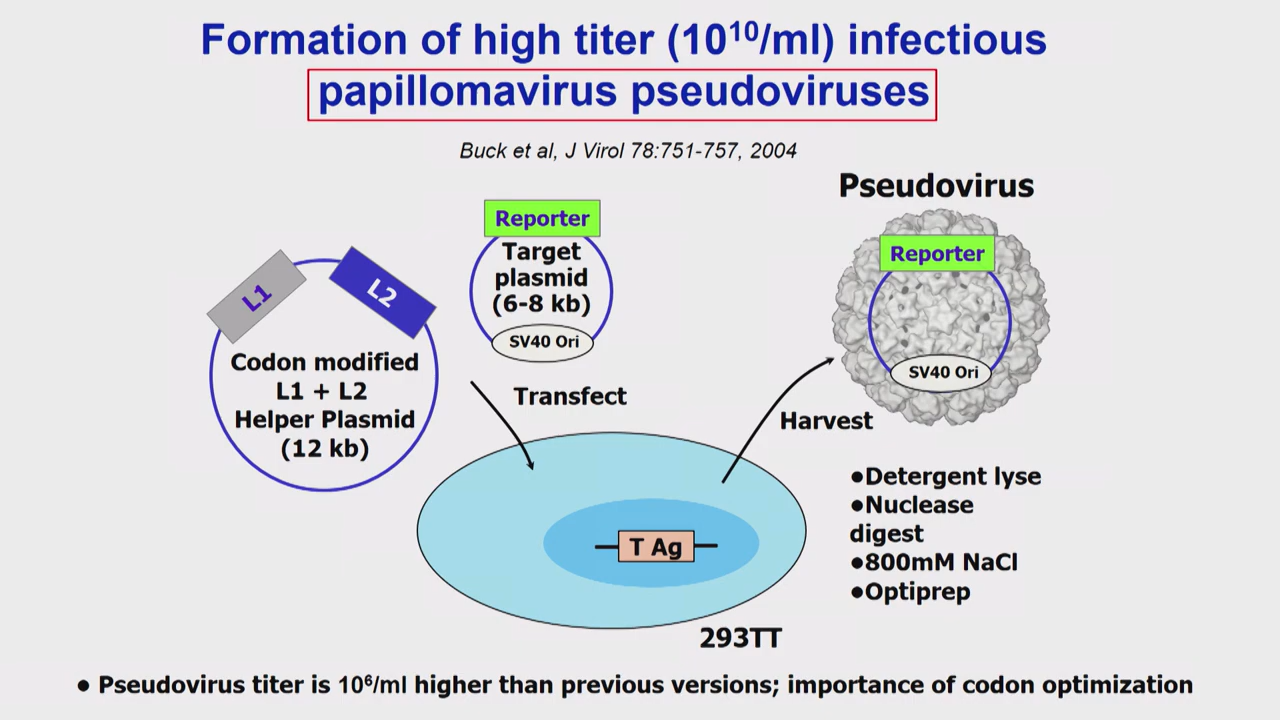 Formation of high titer (10¹⁰/ml) infectious
papillomavirus pseudoviruses
Buck et al, J Virol 78:751-757, 2004
L1
L2
Codon modified
L1 + L2
Helper Plasmid
(12 kb)
Reporter
Target
plasmid
(6-8 kb)
SV40 Ori
Transfect
T Ag
293TT
Harvest
Pseudovirus
Reporter
SV40 Ori
●Detergent lyse
●Nuclease
digest
●800mM NaCl
●Optiprep
● Pseudovirus titer is 10⁶/ml higher than previous versions; importance of codon optimization